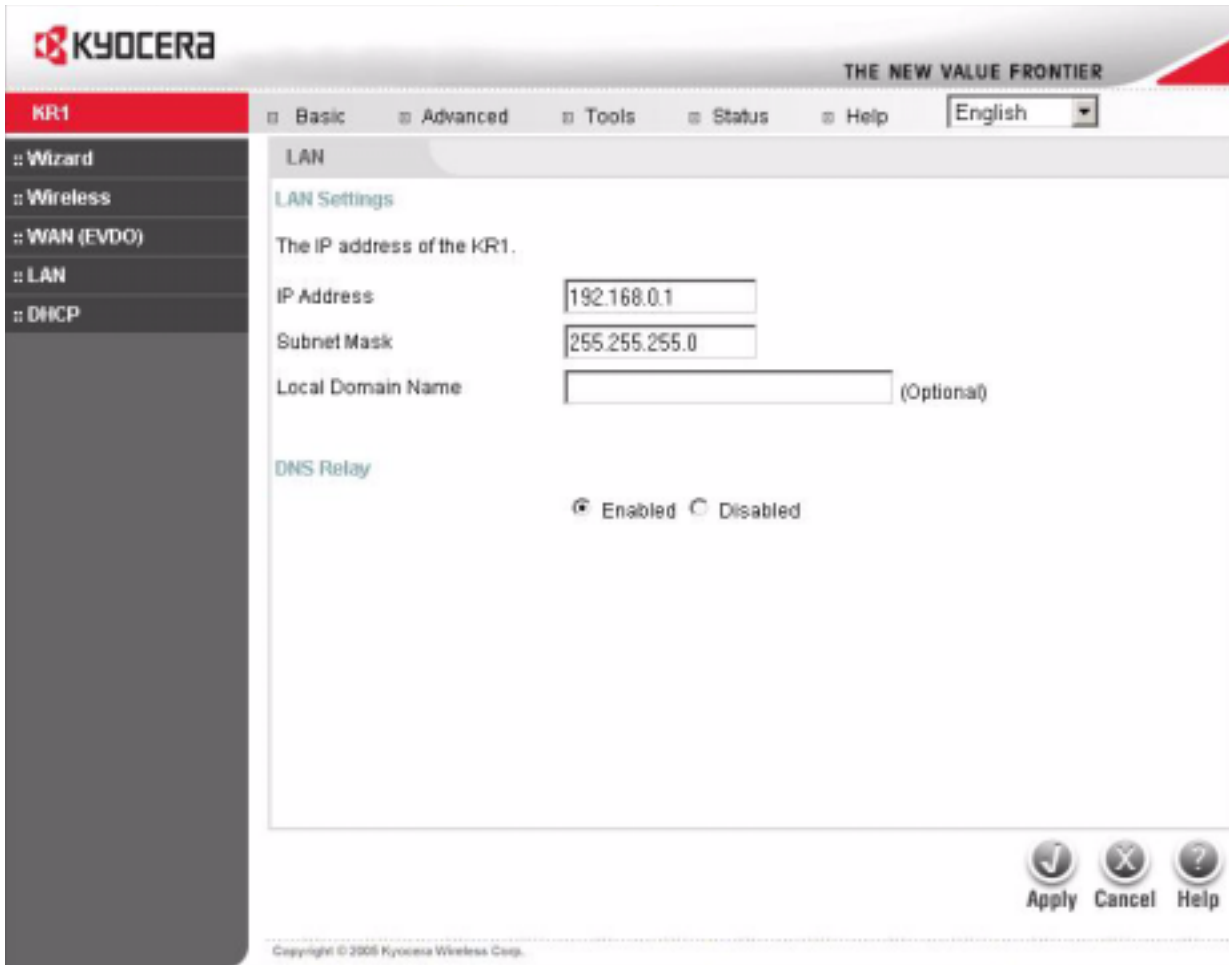 KYOCERA
THE NEW VALUE FRONTIER
KR1
Basic Advanced Tools Status Help English
:: Wizard
:: Wireless
:: WAN (EVDO)
:: LAN
:: DHCP
LAN
LAN Settings
The IP address of the KR1.
IP Address 192.168.0.1
Subnet Mask 255.255.255.0
Local Domain Name (Optional)
DNS Relay
Enabled Disabled
Apply Cancel Help
Copyright © 2005 Kyocera Wireless Corp.